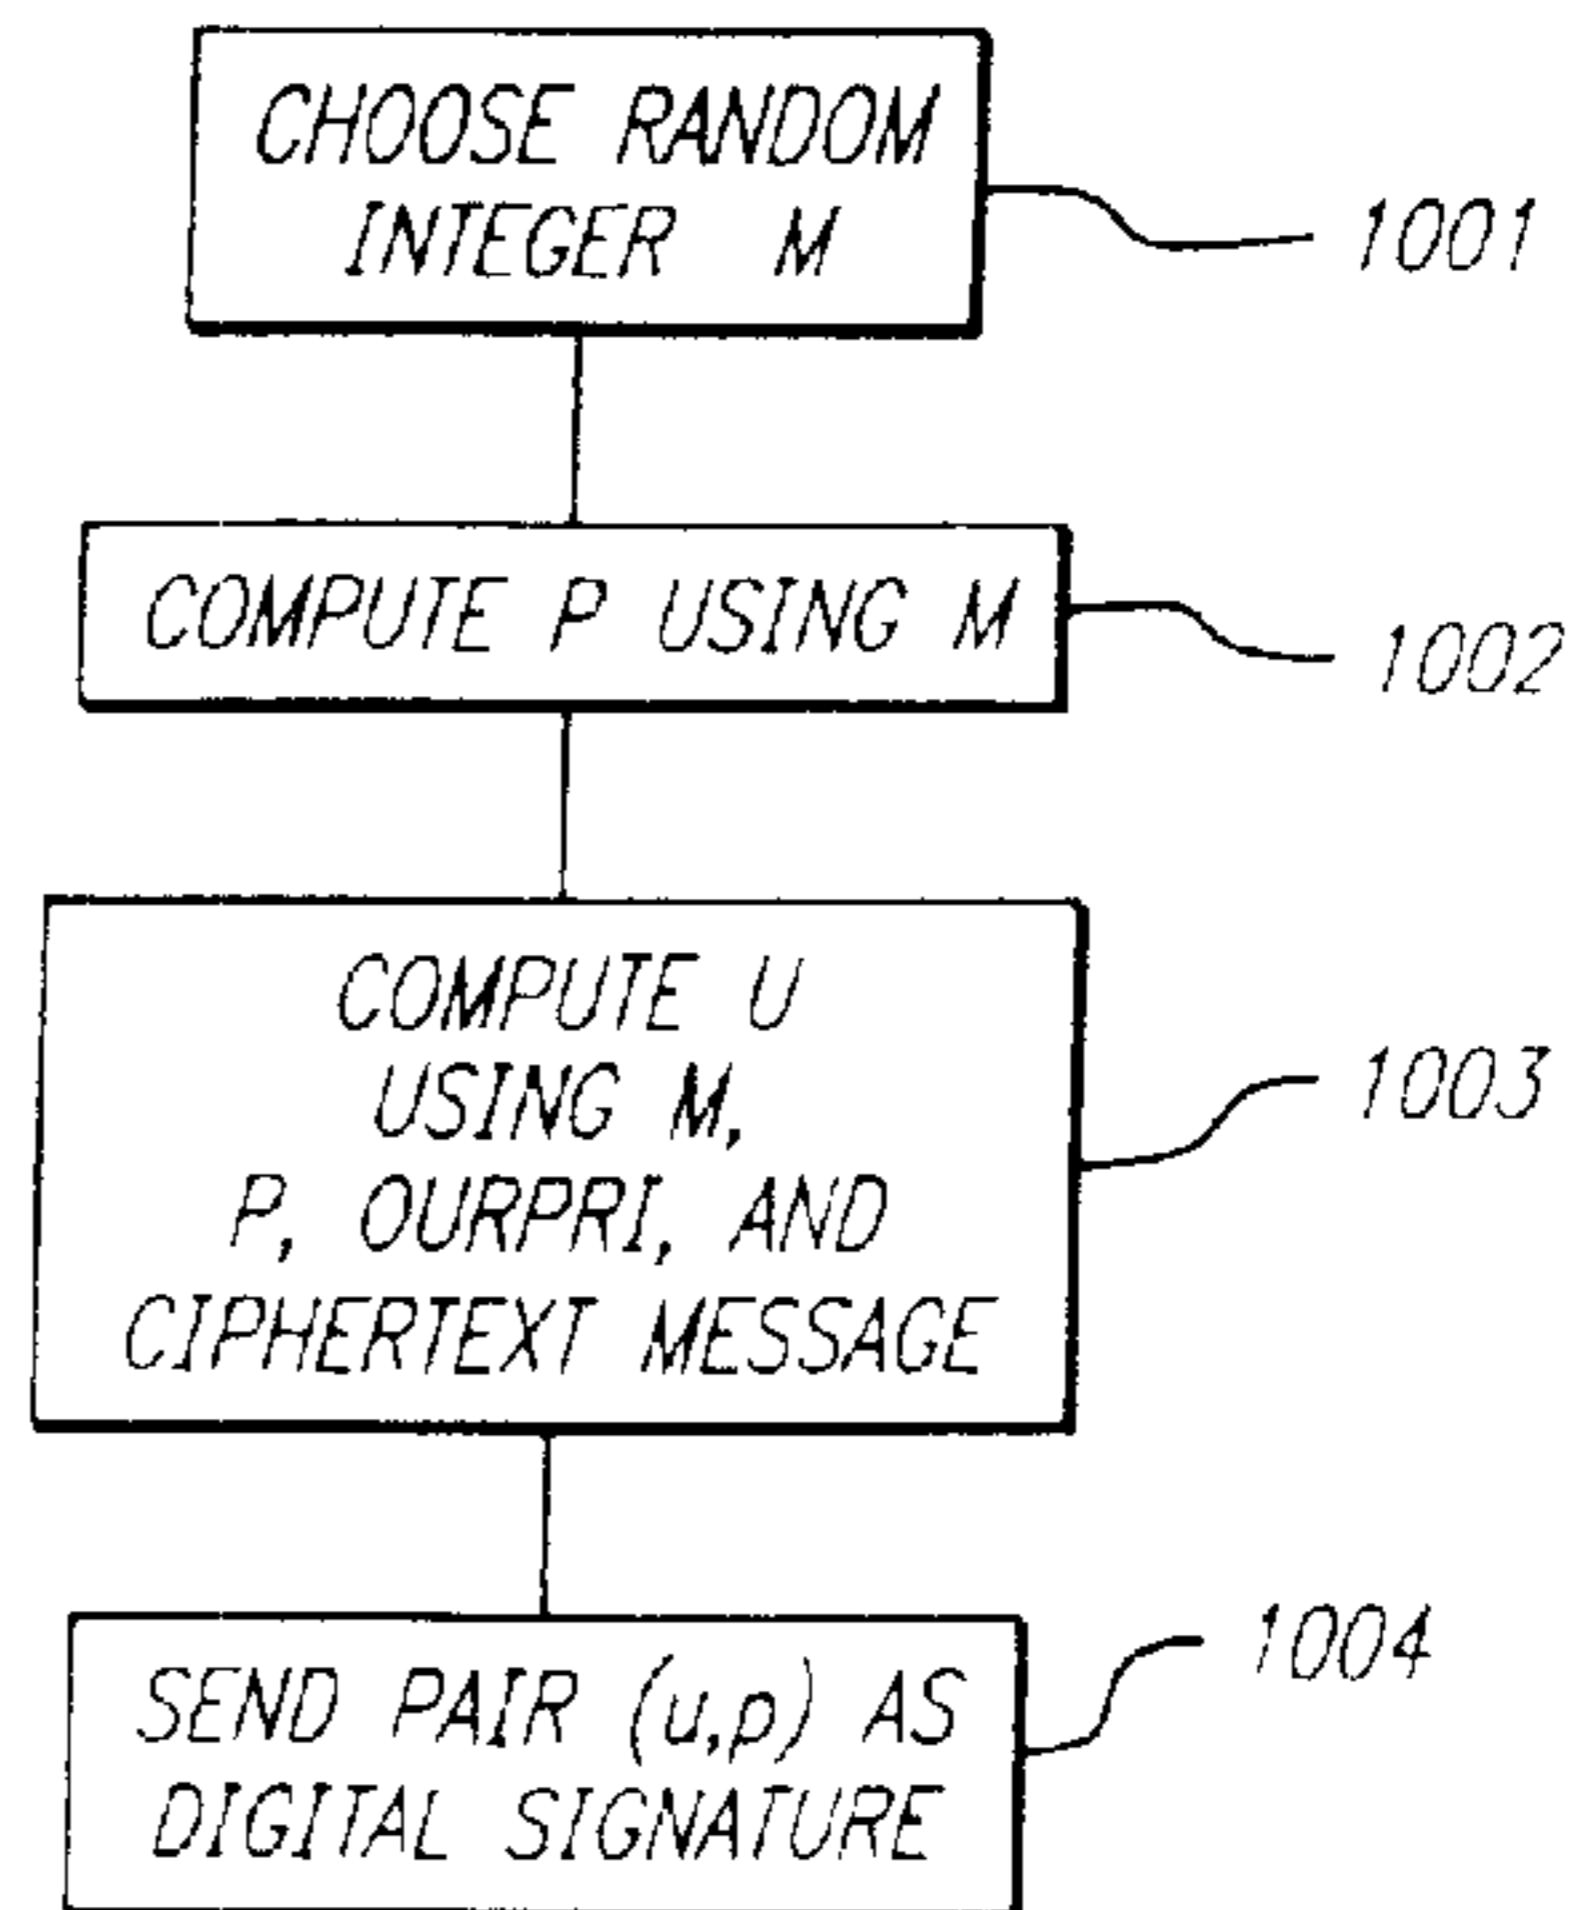 CHOOSE RANDOM
INTEGER M
1001
COMPUTE P USING M
1002
COMPUTE U
USING M,
P, OURPRI, AND
CIPHERTEXT MESSAGE
1003
SEND PAIR (u,p) AS
DIGITAL SIGNATURE
1004